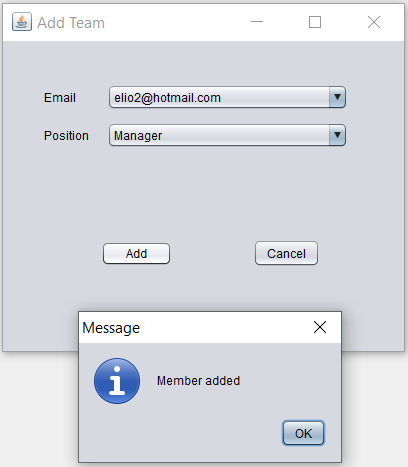 Add Team
Email
elio2@hotmail.com
Position
Manager
Add
Cancel
Message
Member added
OK